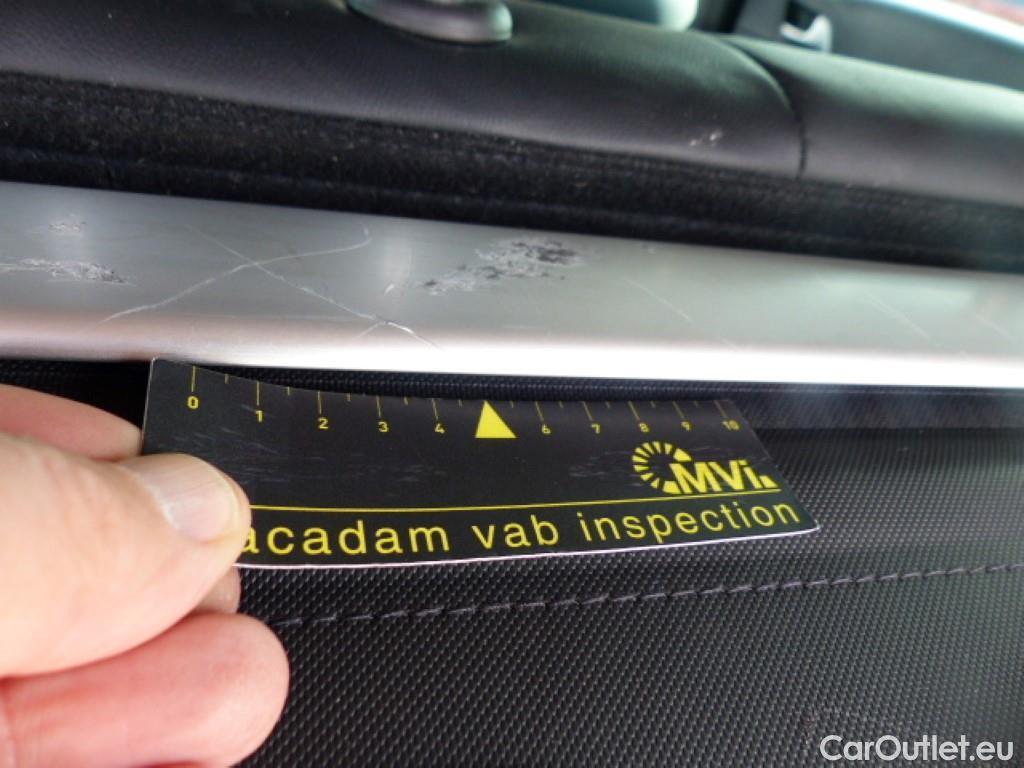 0 1 2 3 4 6 7 8 9 10
MVi
acadam vab inspection
CarOutlet.eu